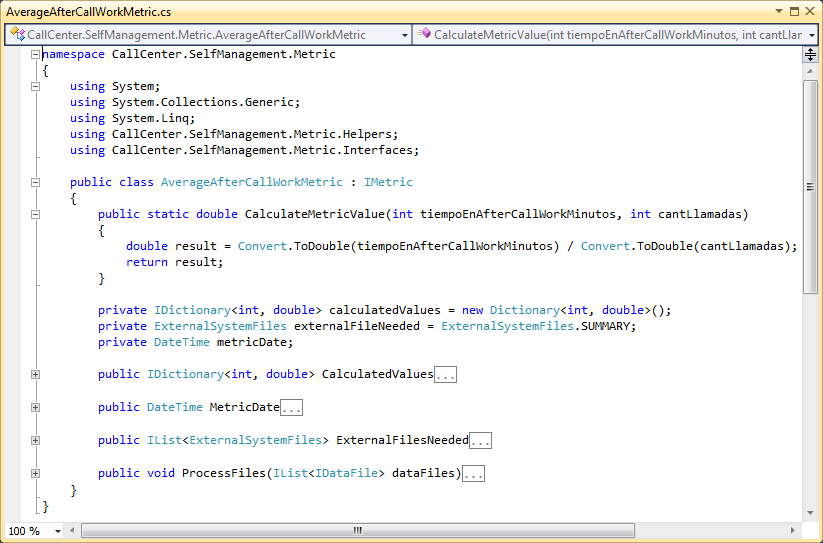 AverageAfterCallWorkMetric.cs
CallCenter.SelfManagement.Metric.AverageAfterCallWorkMetric
CalculateMetricValue(int tiempoEnAfterCallWorkMinutos, int cantLlar
namespace CallCenter.SelfManagement.Metric
{
    using System;
    using System.Collections.Generic;
    using System.Linq;
    using CallCenter.SelfManagement.Metric.Helpers;
    using CallCenter.SelfManagement.Metric.Interfaces;
    public class AverageAfterCallWorkMetric : IMetric
    {
        public static double CalculateMetricValue(int tiempoEnAfterCallWorkMinutos, int cantLlamadas)
        {
            double result = Convert.ToDouble(tiempoEnAfterCallWorkMinutos) / Convert.ToDouble(cantLlamadas);
            return result;
        }
        private IDictionary<int, double> calculatedValues = new Dictionary<int, double>();
        private ExternalSystemFiles externalFileNeeded = ExternalSystemFiles.SUMMARY;
        private DateTime metricDate;
        public IDictionary<int, double> CalculatedValues...
        public DateTime MetricDate...
        public IList<ExternalSystemFiles> ExternalFilesNeeded...
        public void ProcessFiles(IList<IDataFile> dataFiles)...
    }
}
100 %